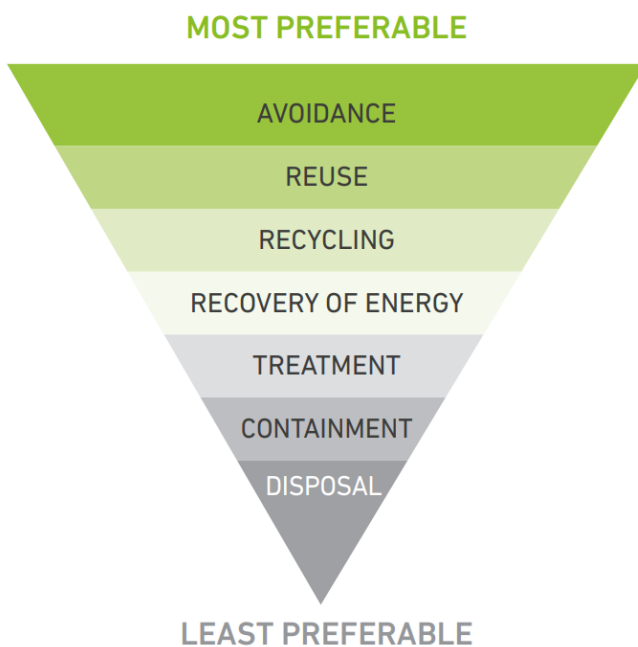 MOST PREFERABLE
AVOIDANCE
REUSE
RECYCLING
RECOVERY OF ENERGY
TREATMENT
CONTAINMENT
DISPOSAL
LEAST PREFERABLE